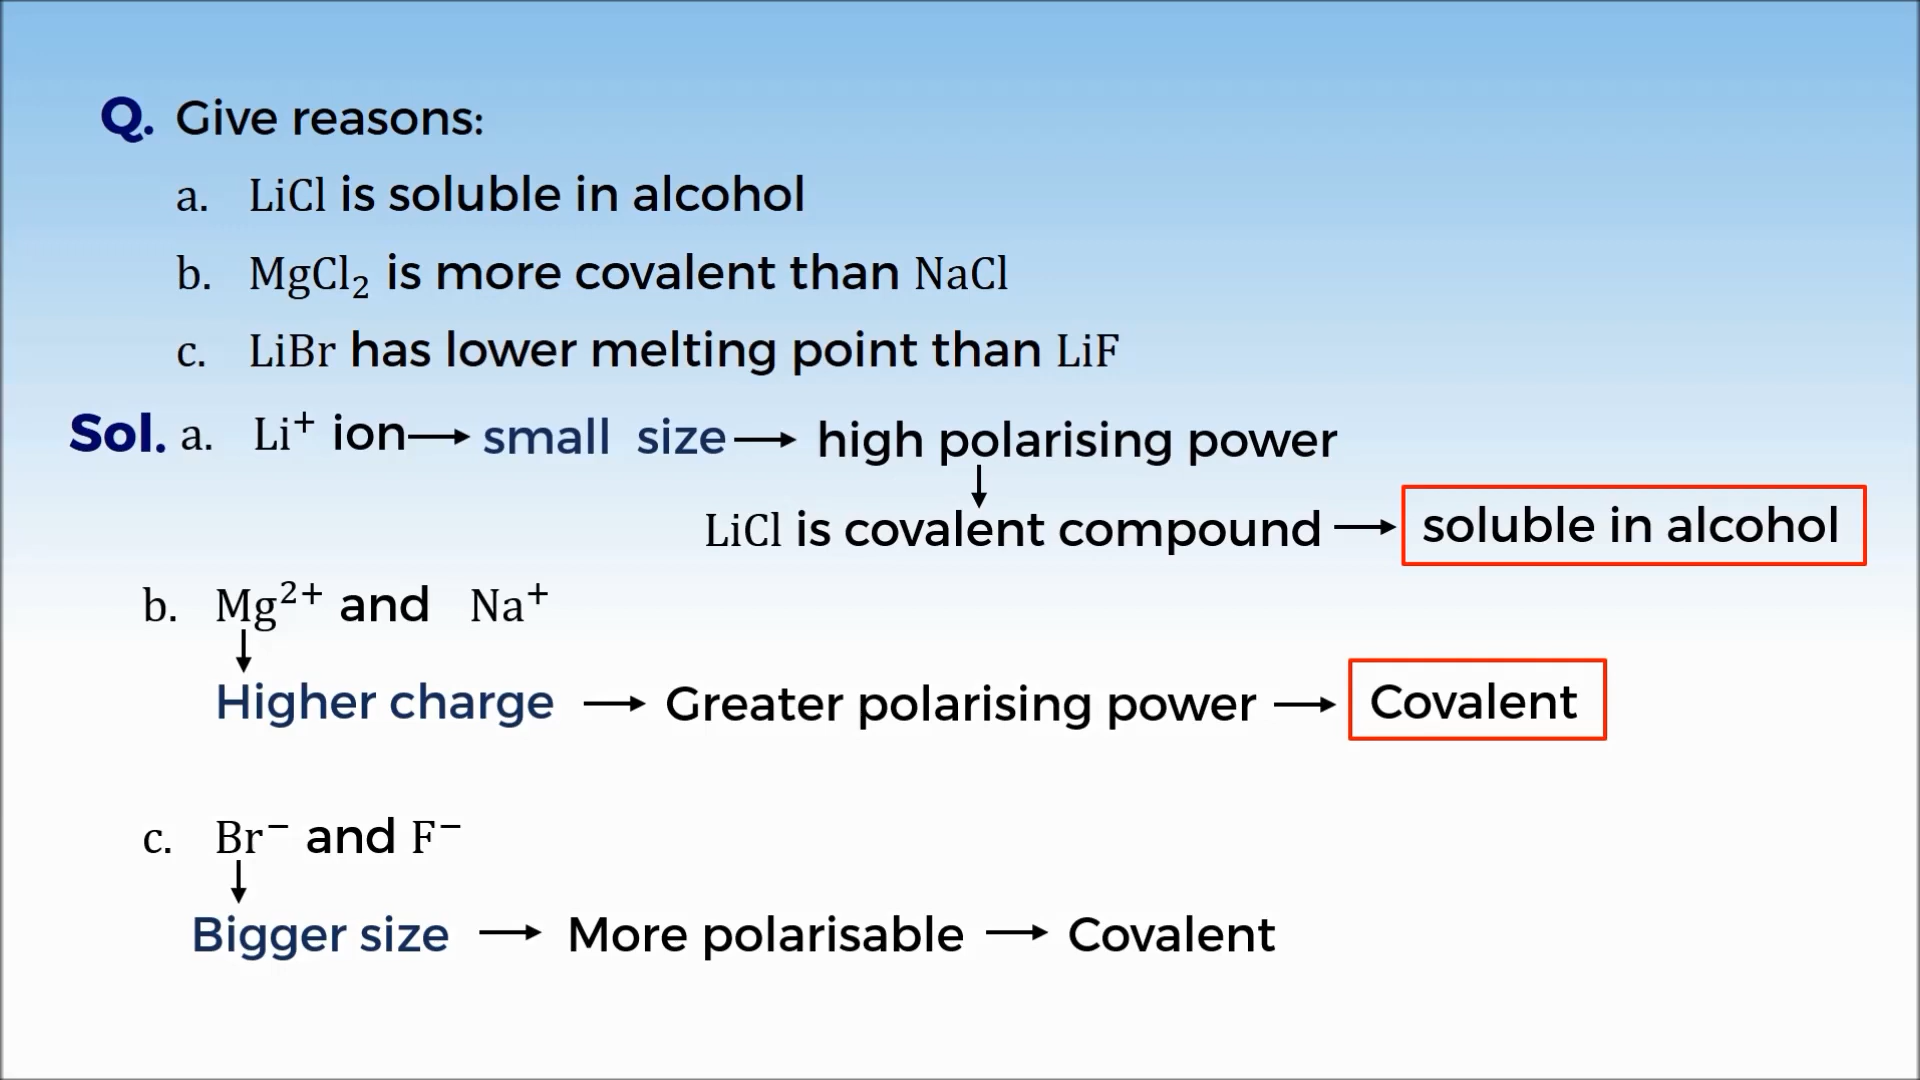 Q. Give reasons:
a. LiCl is soluble in alcohol
b. MgCl₂ is more covalent than NaCl
c. LiBr has lower melting point than LiF
Sol. a. Li⁺ ion → small size → high polarising power
↓
LiCl is covalent compound → soluble in alcohol
b. Mg²⁺ and Na⁺
↓
Higher charge → Greater polarising power → Covalent
c. Br⁻ and F⁻
↓
Bigger size → More polarisable → Covalent